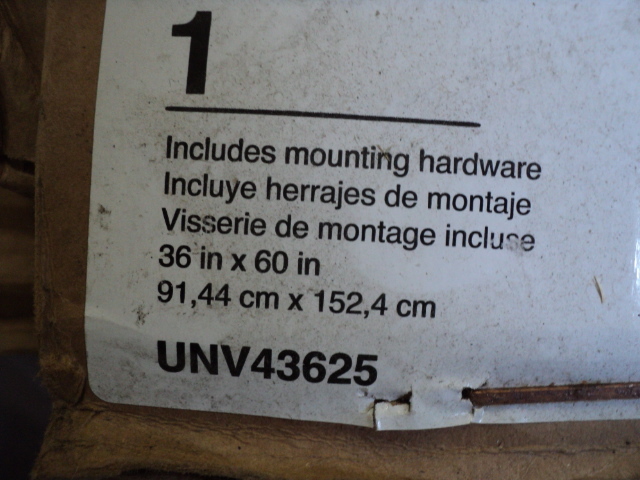 1
Includes mounting hardware
Incluye herrajes de montaje
Visserie de montage incluse
36 in x 60 in
91,44 cm x 152,4 cm
UNV43625